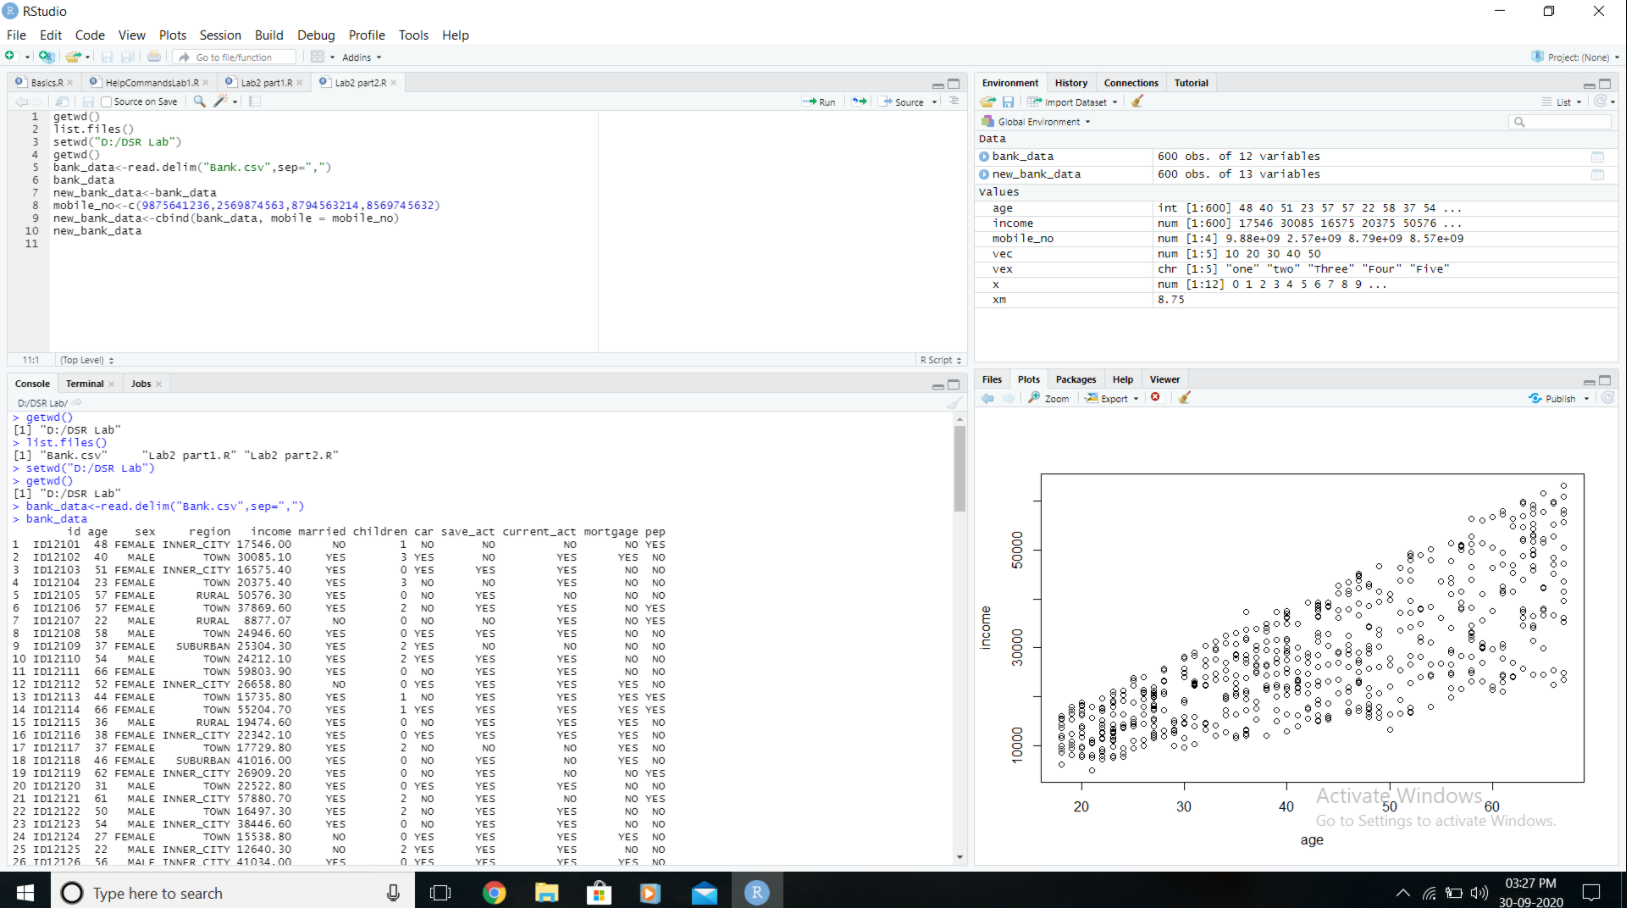 RStudio
File Edit Code View Plots Session Build Debug Profile Tools Help
Go to file/function Addins Project: (None)
Basics.R HelpCommandsLab1.R Lab2 part1.R Lab2 part2.R
Source on Save Run Source
1 getwd()
2 list.files()
3 setwd("D:/DSR Lab")
4 getwd()
5 bank_data<-read.delim("Bank.csv",sep=",")
6 bank_data
7 new_bank_data<-bank_data
8 mobile_no<-c(9875641236,2569874563,8794563214,8569745632)
9 new_bank_data<-cbind(bank_data, mobile = mobile_no)
10 new_bank_data
11
11:1 (Top Level) R Script
Console Terminal Jobs
D:/DSR Lab/
> getwd()
[1] "D:/DSR Lab"
> list.files()
[1] "Bank.csv" "Lab2 part1.R" "Lab2 part2.R"
> setwd("D:/DSR Lab")
> getwd()
[1] "D:/DSR Lab"
> bank_data<-read.delim("Bank.csv",sep=",")
> bank_data
id age sex region income married children car save_act current_act mortgage pep
1 ID12101 48 FEMALE INNER_CITY 17546.00 NO 1 NO NO NO NO YES
2 ID12102 40 MALE TOWN 30085.10 YES 3 YES NO YES YES NO
3 ID12103 51 FEMALE INNER_CITY 16575.40 YES 0 YES YES YES NO NO
4 ID12104 23 FEMALE TOWN 20375.40 YES 3 NO NO YES NO NO
5 ID12105 57 FEMALE RURAL 50576.30 YES 0 NO YES NO NO NO
6 ID12106 57 FEMALE TOWN 37869.60 YES 2 NO YES YES NO YES
7 ID12107 22 MALE RURAL 8877.07 NO 0 NO NO YES NO YES
8 ID12108 58 MALE TOWN 24946.60 YES 0 YES YES YES NO NO
9 ID12109 37 FEMALE SUBURBAN 25304.30 YES 2 YES NO NO NO NO
10 ID12110 54 MALE TOWN 24212.10 YES 2 YES YES YES NO NO
11 ID12111 66 FEMALE TOWN 59803.90 YES 0 NO YES YES NO NO
12 ID12112 52 FEMALE INNER_CITY 26658.80 NO 0 YES YES YES YES NO
13 ID12113 44 FEMALE TOWN 15735.80 YES 1 NO YES YES YES YES
14 ID12114 66 FEMALE TOWN 55204.70 YES 1 YES YES YES YES YES
15 ID12115 36 MALE RURAL 19474.60 YES 0 NO YES YES YES NO
16 ID12116 38 FEMALE INNER_CITY 22342.10 YES 0 YES YES YES YES NO
17 ID12117 37 FEMALE TOWN 17729.80 YES 2 NO NO NO YES NO
18 ID12118 46 FEMALE SUBURBAN 41016.00 YES 0 NO YES NO YES NO
19 ID12119 62 FEMALE INNER_CITY 26909.20 YES 0 NO YES NO NO YES
20 ID12120 31 MALE TOWN 22522.80 YES 0 YES YES YES NO NO
21 ID12121 61 MALE INNER_CITY 57880.70 YES 2 NO YES NO NO YES
22 ID12122 50 MALE TOWN 16497.30 YES 2 NO YES YES NO NO
23 ID12123 54 MALE INNER_CITY 38446.60 YES 0 NO YES YES NO NO
24 ID12124 27 FEMALE TOWN 15538.80 NO 0 YES YES YES YES NO
25 ID12125 22 MALE INNER_CITY 12640.30 NO 2 YES YES YES NO NO
26 ID12126 56 MALE INNER_CITY 41034.00 YES 0 YES YES YES YES NO
Environment History Connections Tutorial
Import Dataset List
Global Environment
Data
bank_data 600 obs. of 12 variables
new_bank_data 600 obs. of 13 variables
Values
age int [1:600] 48 40 51 23 57 57 22 58 37 54 ...
income num [1:600] 17546 30085 16575 20375 50576 ...
mobile_no num [1:4] 9.88e+09 2.57e+09 8.79e+09 8.57e+09
vec num [1:5] 10 20 30 40 50
vex chr [1:5] "one" "two" "Three" "Four" "Five"
x num [1:12] 0 1 2 3 4 5 6 7 8 9 ...
xm 8.75
Files Plots Packages Help Viewer
Zoom Export Publish
income
50000
30000
10000
20 30 40 50 60
age
Activate Windows
Go to Settings to activate Windows.
Type here to search
03:27 PM
30-09-2020